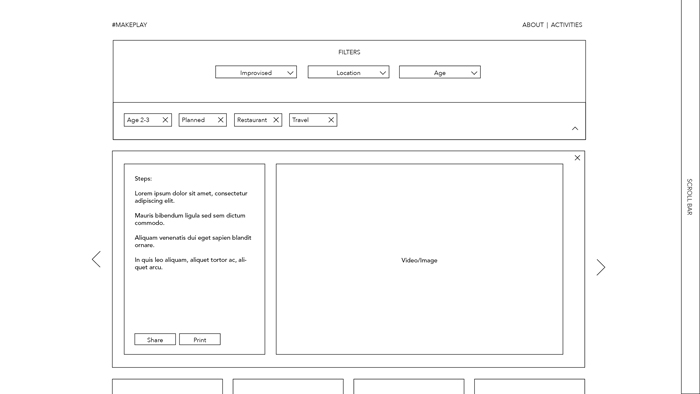 #MAKEPLAY
ABOUT | ACTIVITIES
FILTERS
Improvised
Location
Age
Age 2-3
Planned
Restaurant
Travel
Steps:
Lorem ipsum dolor sit amet, consectetur
adipiscing elit.
Mauris bibendum ligula sed sem dictum
commodo.
Aliquam venenatis dui eget sapien blandit
ornare.
In quis leo aliquam, aliquet tortor ac, ali-
quet arcu.
Share
Print
Video/Image
SCROLL BAR